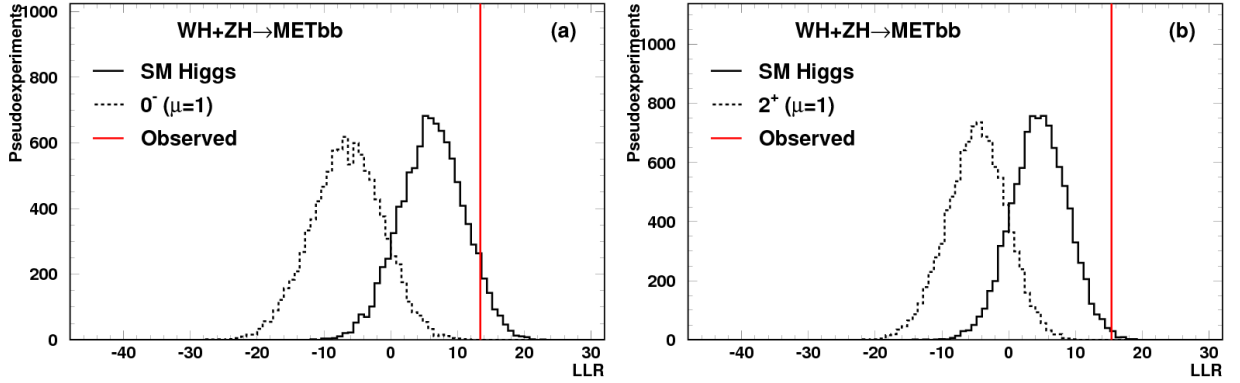 Pseudoexperiments
1000
800
600
400
200
0
WH+ZH→METbb
(a)
SM Higgs
0⁻ (μ=1)
Observed
-40 -30 -20 -10 0 10 20 30
LLR
Pseudoexperiments
1000
800
600
400
200
0
WH+ZH→METbb
(b)
SM Higgs
2⁺ (μ=1)
Observed
-40 -30 -20 -10 0 10 20 30
LLR